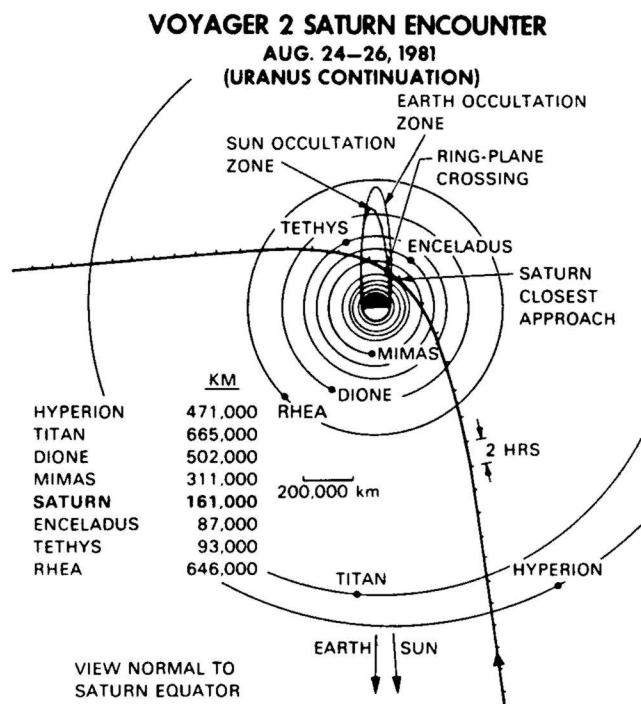 VOYAGER 2 SATURN ENCOUNTER
AUG. 24–26, 1981
(URANUS CONTINUATION)
EARTH OCCULTATION
ZONE
SUN OCCULTATION
ZONE
RING-PLANE
CROSSING
TETHYS
ENCELADUS
SATURN
CLOSEST
APPROACH
MIMAS
DIONE
RHEA
KM
HYPERION 471,000
TITAN 665,000
DIONE 502,000
MIMAS 311,000
SATURN 161,000
ENCELADUS 87,000
TETHYS 93,000
RHEA 646,000
200,000 km
2 HRS
TITAN
HYPERION
EARTH SUN
VIEW NORMAL TO
SATURN EQUATOR